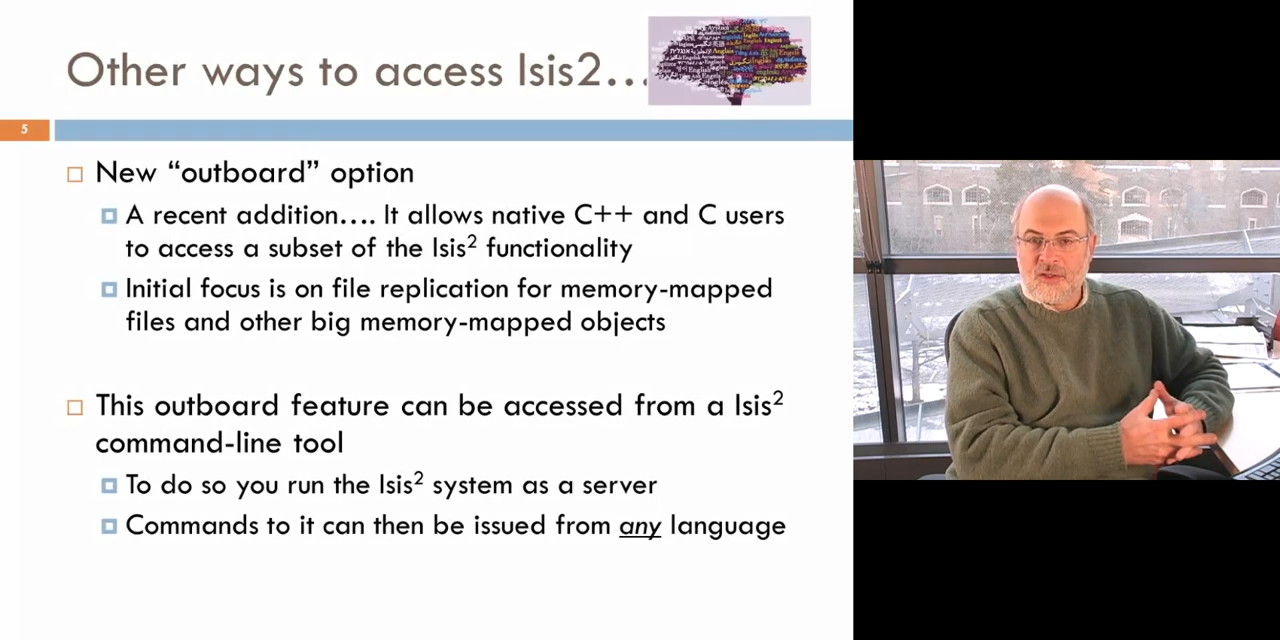 Other ways to access Isis2...
5
New “outboard” option
A recent addition.... It allows native C++ and C users
to access a subset of the Isis² functionality
Initial focus is on file replication for memory-mapped
files and other big memory-mapped objects
This outboard feature can be accessed from a Isis²
command-line tool
To do so you run the Isis² system as a server
Commands to it can then be issued from any language